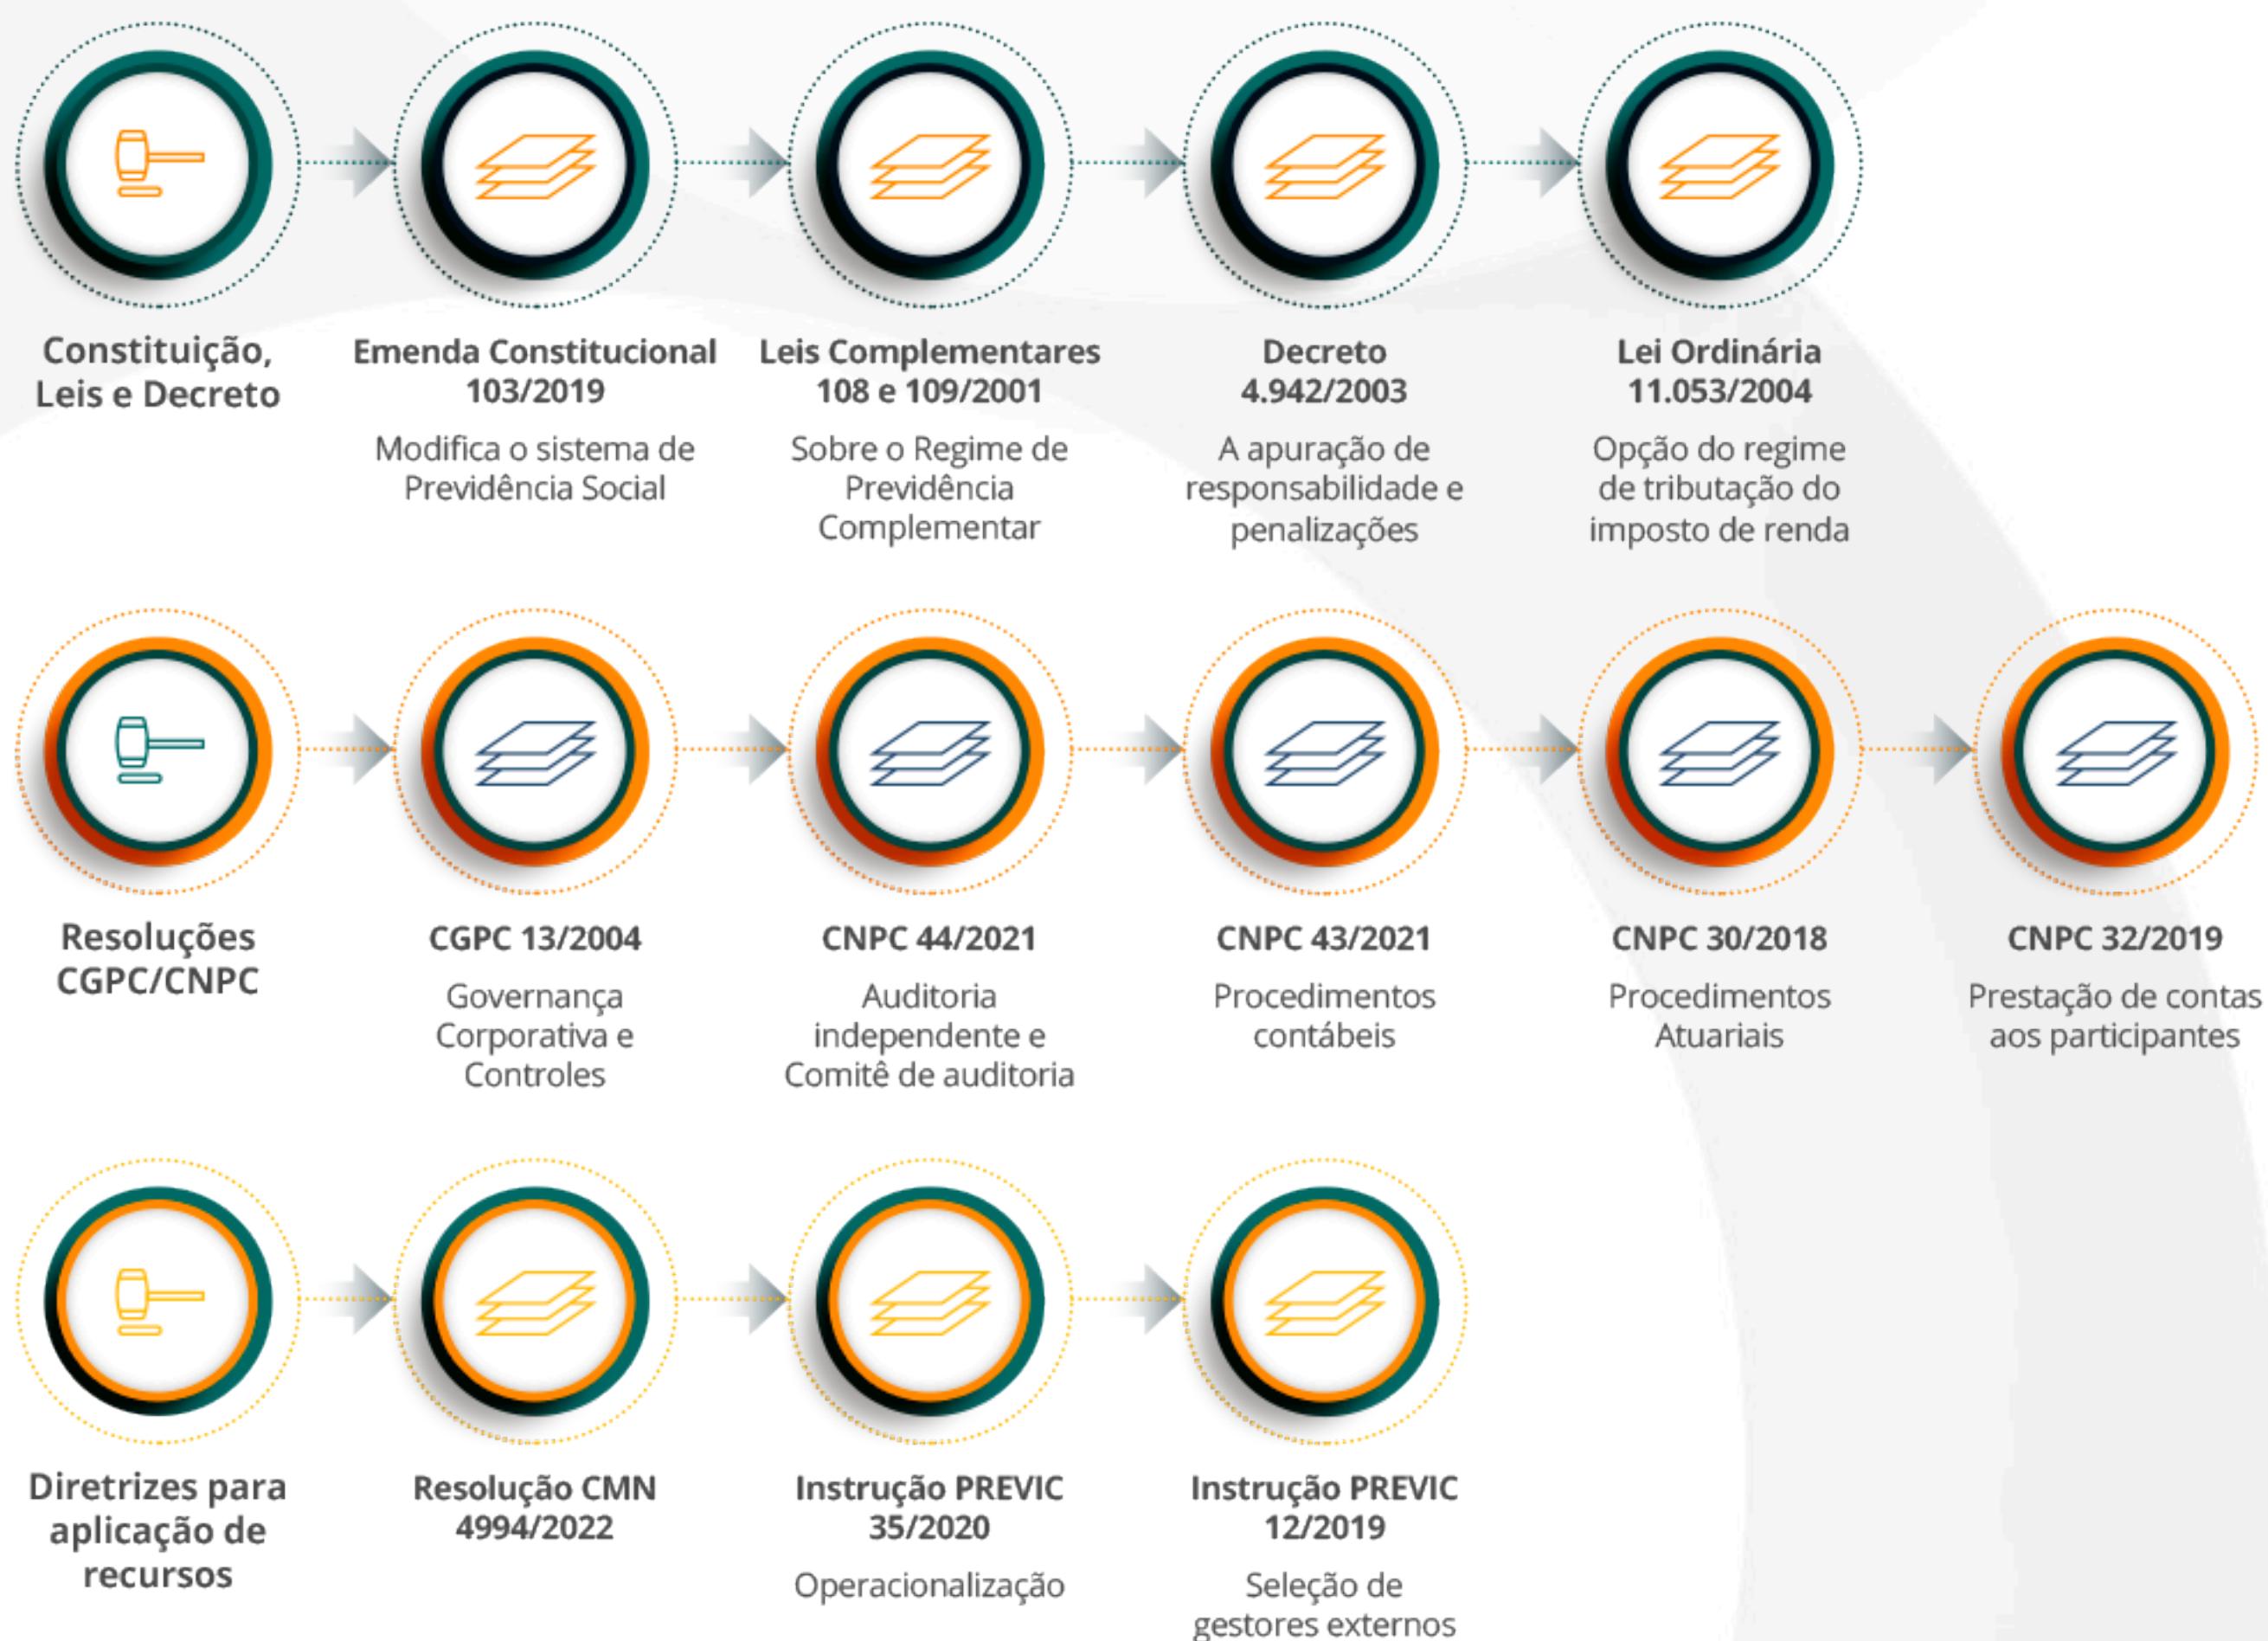 Constituição,
Leis e Decreto
Emenda Constitucional
103/2019
Modifica o sistema de
Previdência Social
Leis Complementares
108 e 109/2001
Sobre o Regime de
Previdência
Complementar
Decreto
4.942/2003
A apuração de
responsabilidade e
penalizações
Lei Ordinária
11.053/2004
Opção do regime
de tributação do
imposto de renda
Resoluções
CGPC/CNPC
CGPC 13/2004
Governança
Corporativa e
Controles
CNPC 44/2021
Auditoria
independente e
Comitê de auditoria
CNPC 43/2021
Procedimentos
contábeis
CNPC 30/2018
Procedimentos
Atuariais
CNPC 32/2019
Prestação de contas
aos participantes
Diretrizes para
aplicação de
recursos
Resolução CMN
4994/2022
Instrução PREVIC
35/2020
Operacionalização
Instrução PREVIC
12/2019
Seleção de
gestores externos